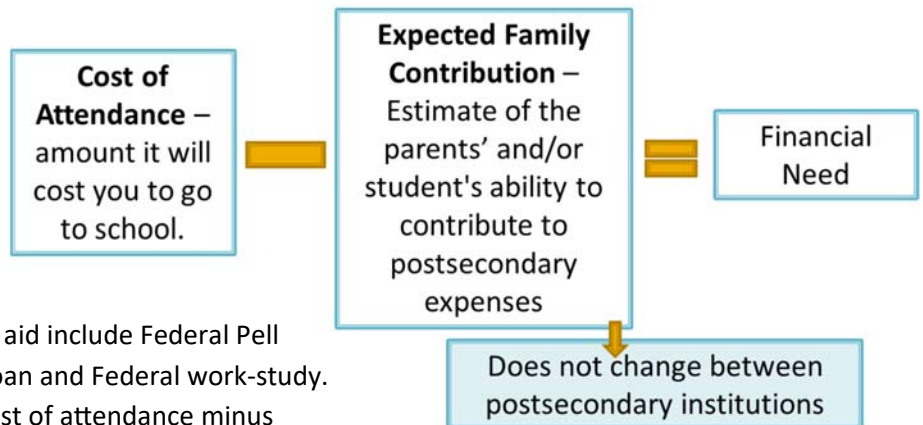 Cost of
Attendance –
amount it will
cost you to go
to school.
Expected Family
Contribution –
Estimate of the
parents’ and/or
student's ability to
contribute to
postsecondary
expenses
Financial
Need
Does not change between
postsecondary institutions
aid include Federal Pell
oan and Federal work-study.
st of attendance minus